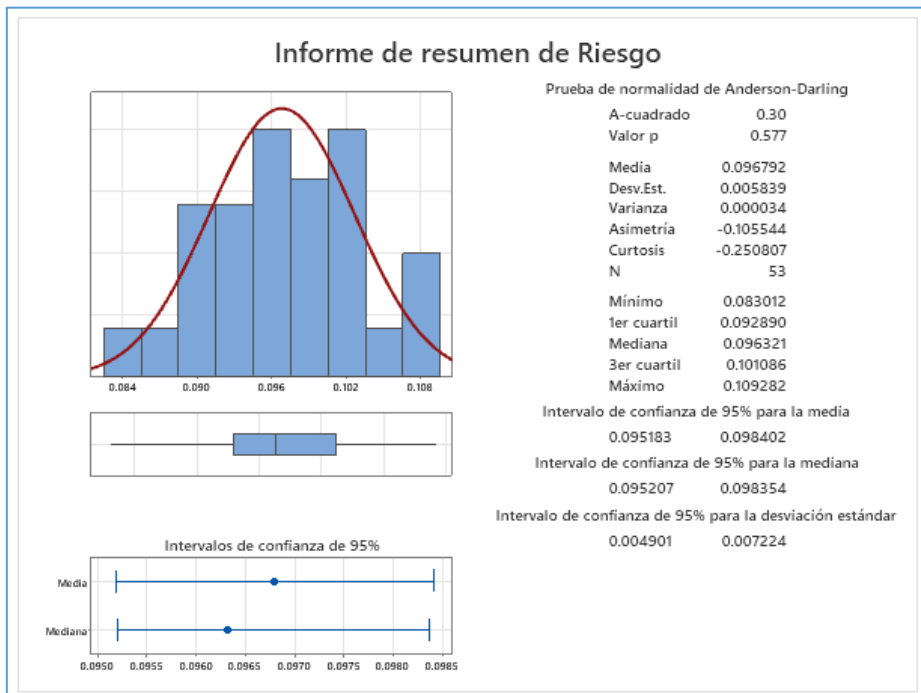 Informe de resumen de Riesgo
0.084 0.090 0.096 0.102 0.108
Intervalos de confianza de 95%
Media
Mediana
0.0950 0.0955 0.0960 0.0965 0.0970 0.0975 0.0980 0.0985
Prueba de normalidad de Anderson-Darling
A-cuadrado 0.30
Valor p 0.577
Media 0.096792
Desv.Est. 0.005839
Varianza 0.000034
Asimetría -0.105544
Curtosis -0.250807
N 53
Mínimo 0.083012
1er cuartil 0.092890
Mediana 0.096321
3er cuartil 0.101086
Máximo 0.109282
Intervalo de confianza de 95% para la media
0.095183 0.098402
Intervalo de confianza de 95% para la mediana
0.095207 0.098354
Intervalo de confianza de 95% para la desviación estándar
0.004901 0.007224